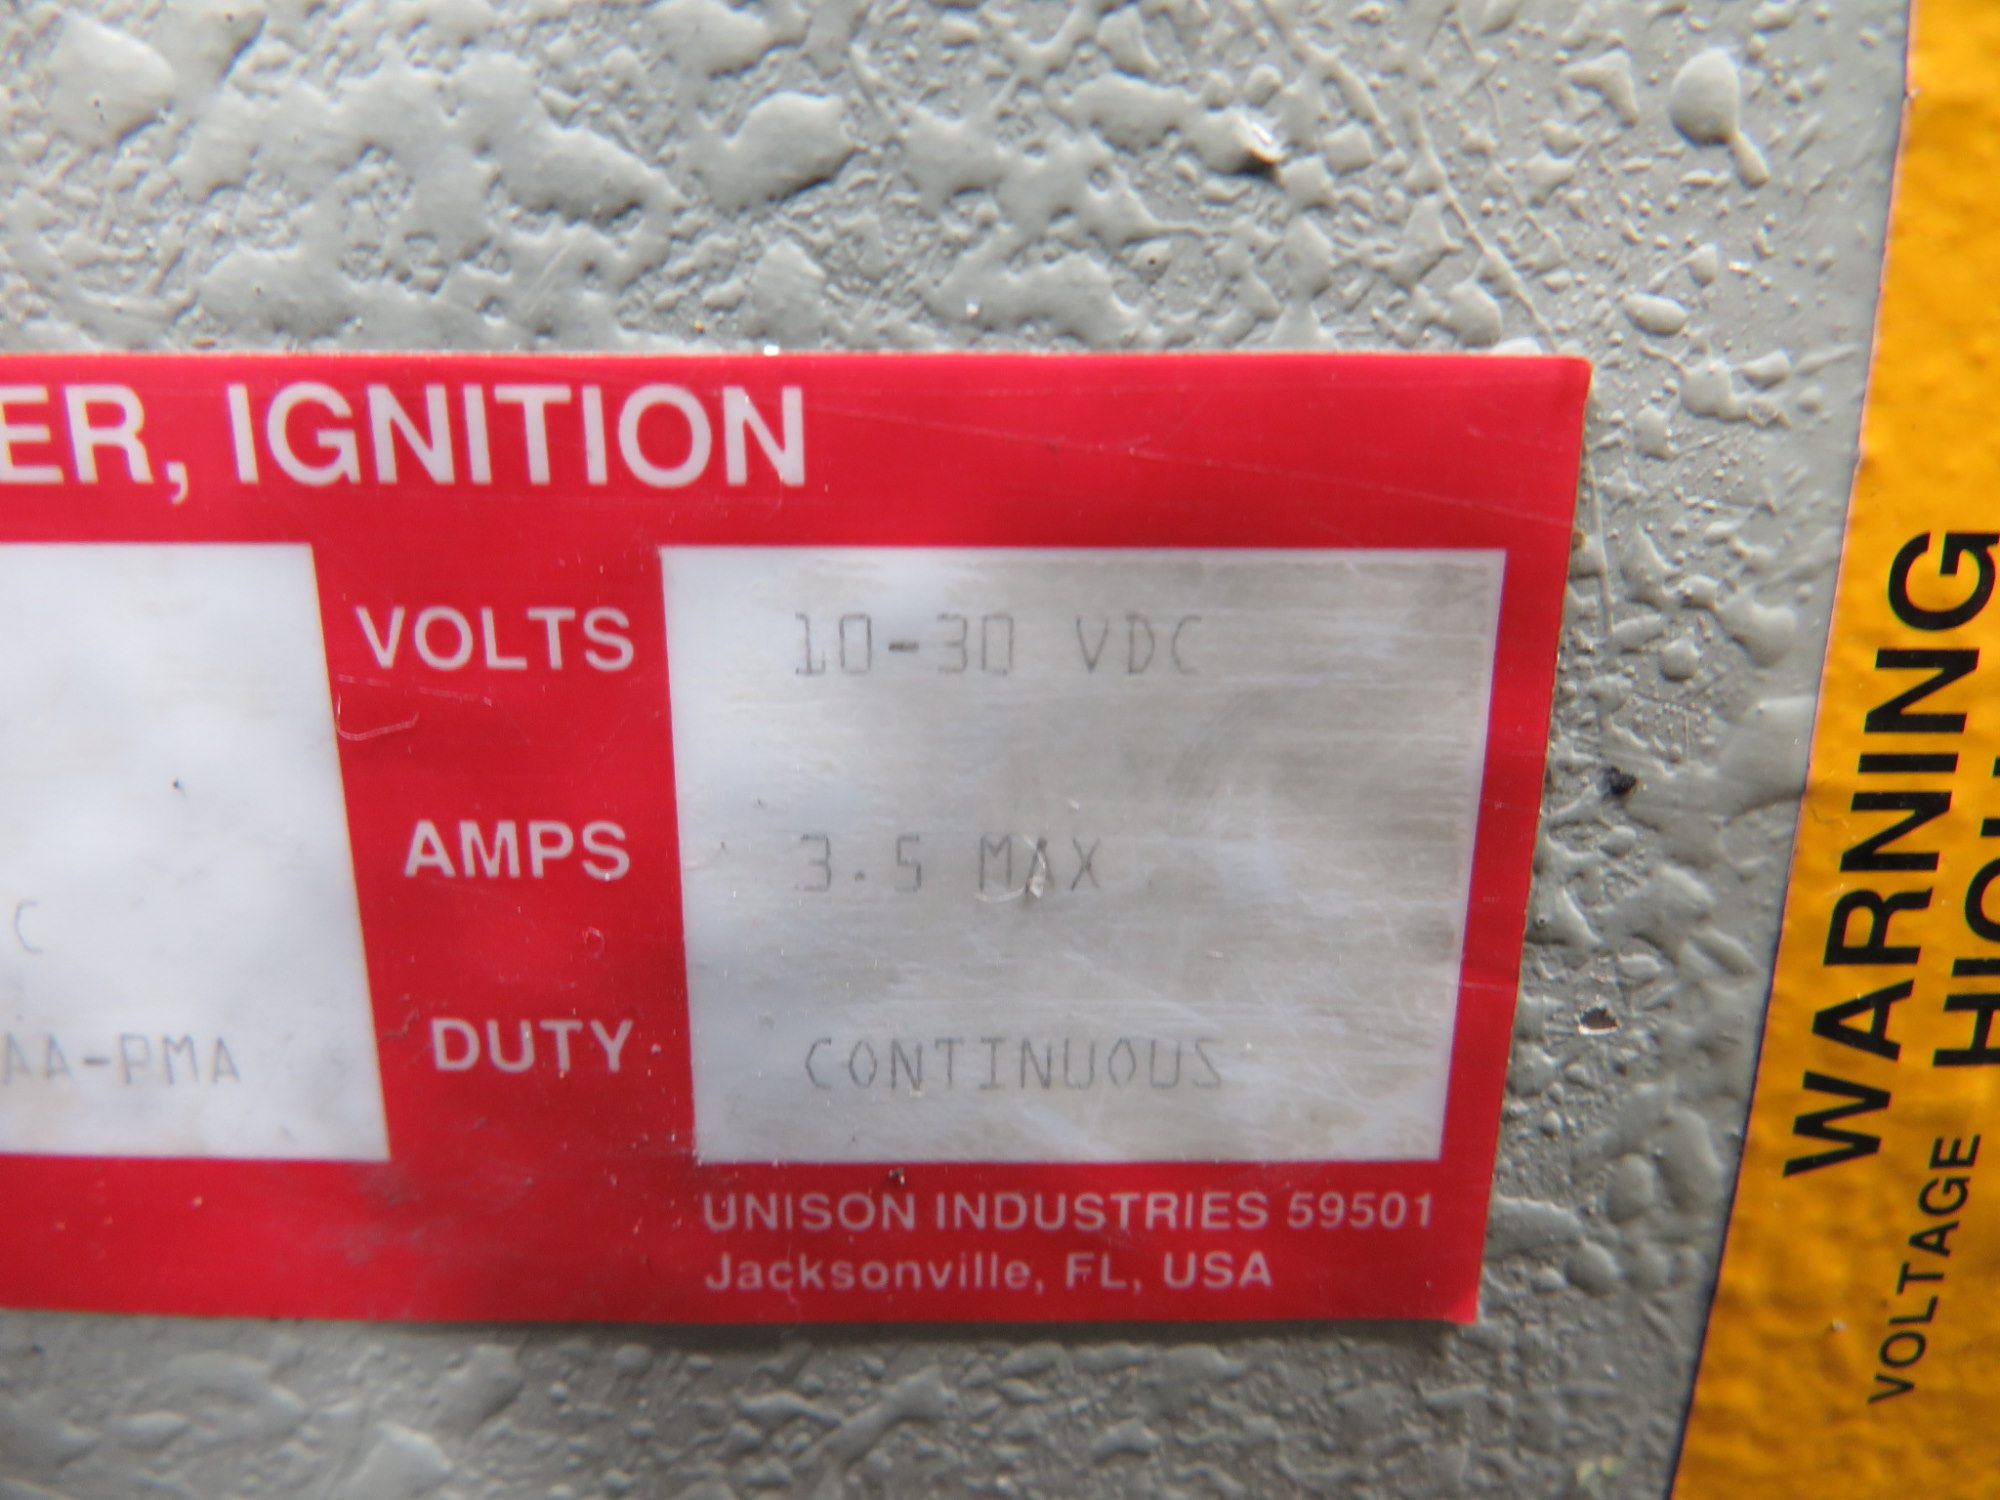 ER, IGNITION
VOLTS 10-30 VDC
AMPS 3.5 MAX
C
AA-PMA
DUTY CONTINUOUS
UNISON INDUSTRIES 59501
Jacksonville, FL, USA
WARNING
VOLTAGE